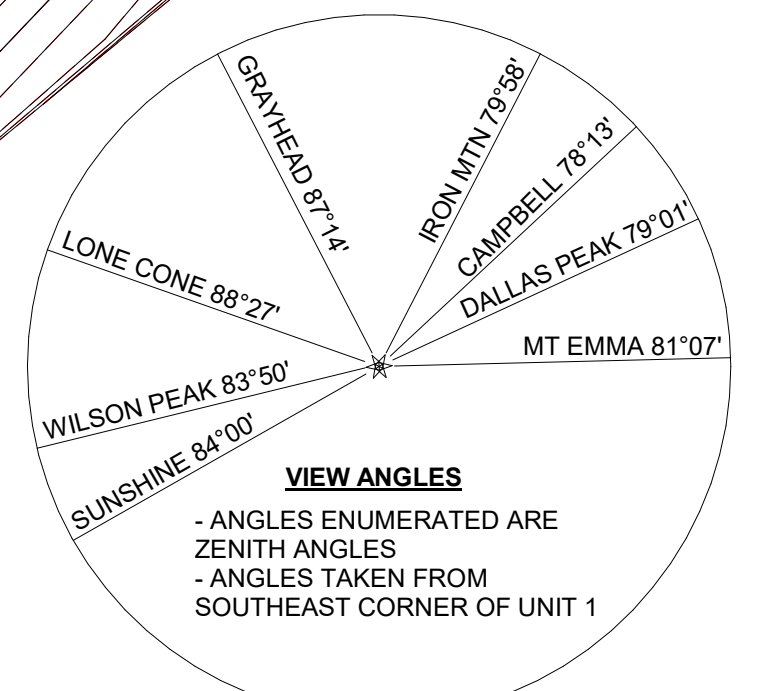 GRAYHEAD 87°14'
IRON MTN 79°58'
CAMPBELL 78°13'
DALLAS PEAK 79°01'
LONE CONE 88°27'
MT EMMA 81°07'
WILSON PEAK 83°50'
SUNSHINE 84°00'
VIEW ANGLES
- ANGLES ENUMERATED ARE
ZENITH ANGLES
- ANGLES TAKEN FROM
SOUTHEAST CORNER OF UNIT 1